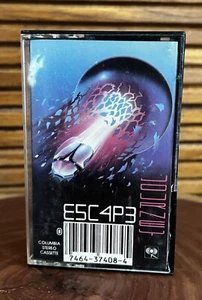 JOURNEY
E5C4P3
COLUMBIA
STEREO
CASSETTE
7464-37408-4